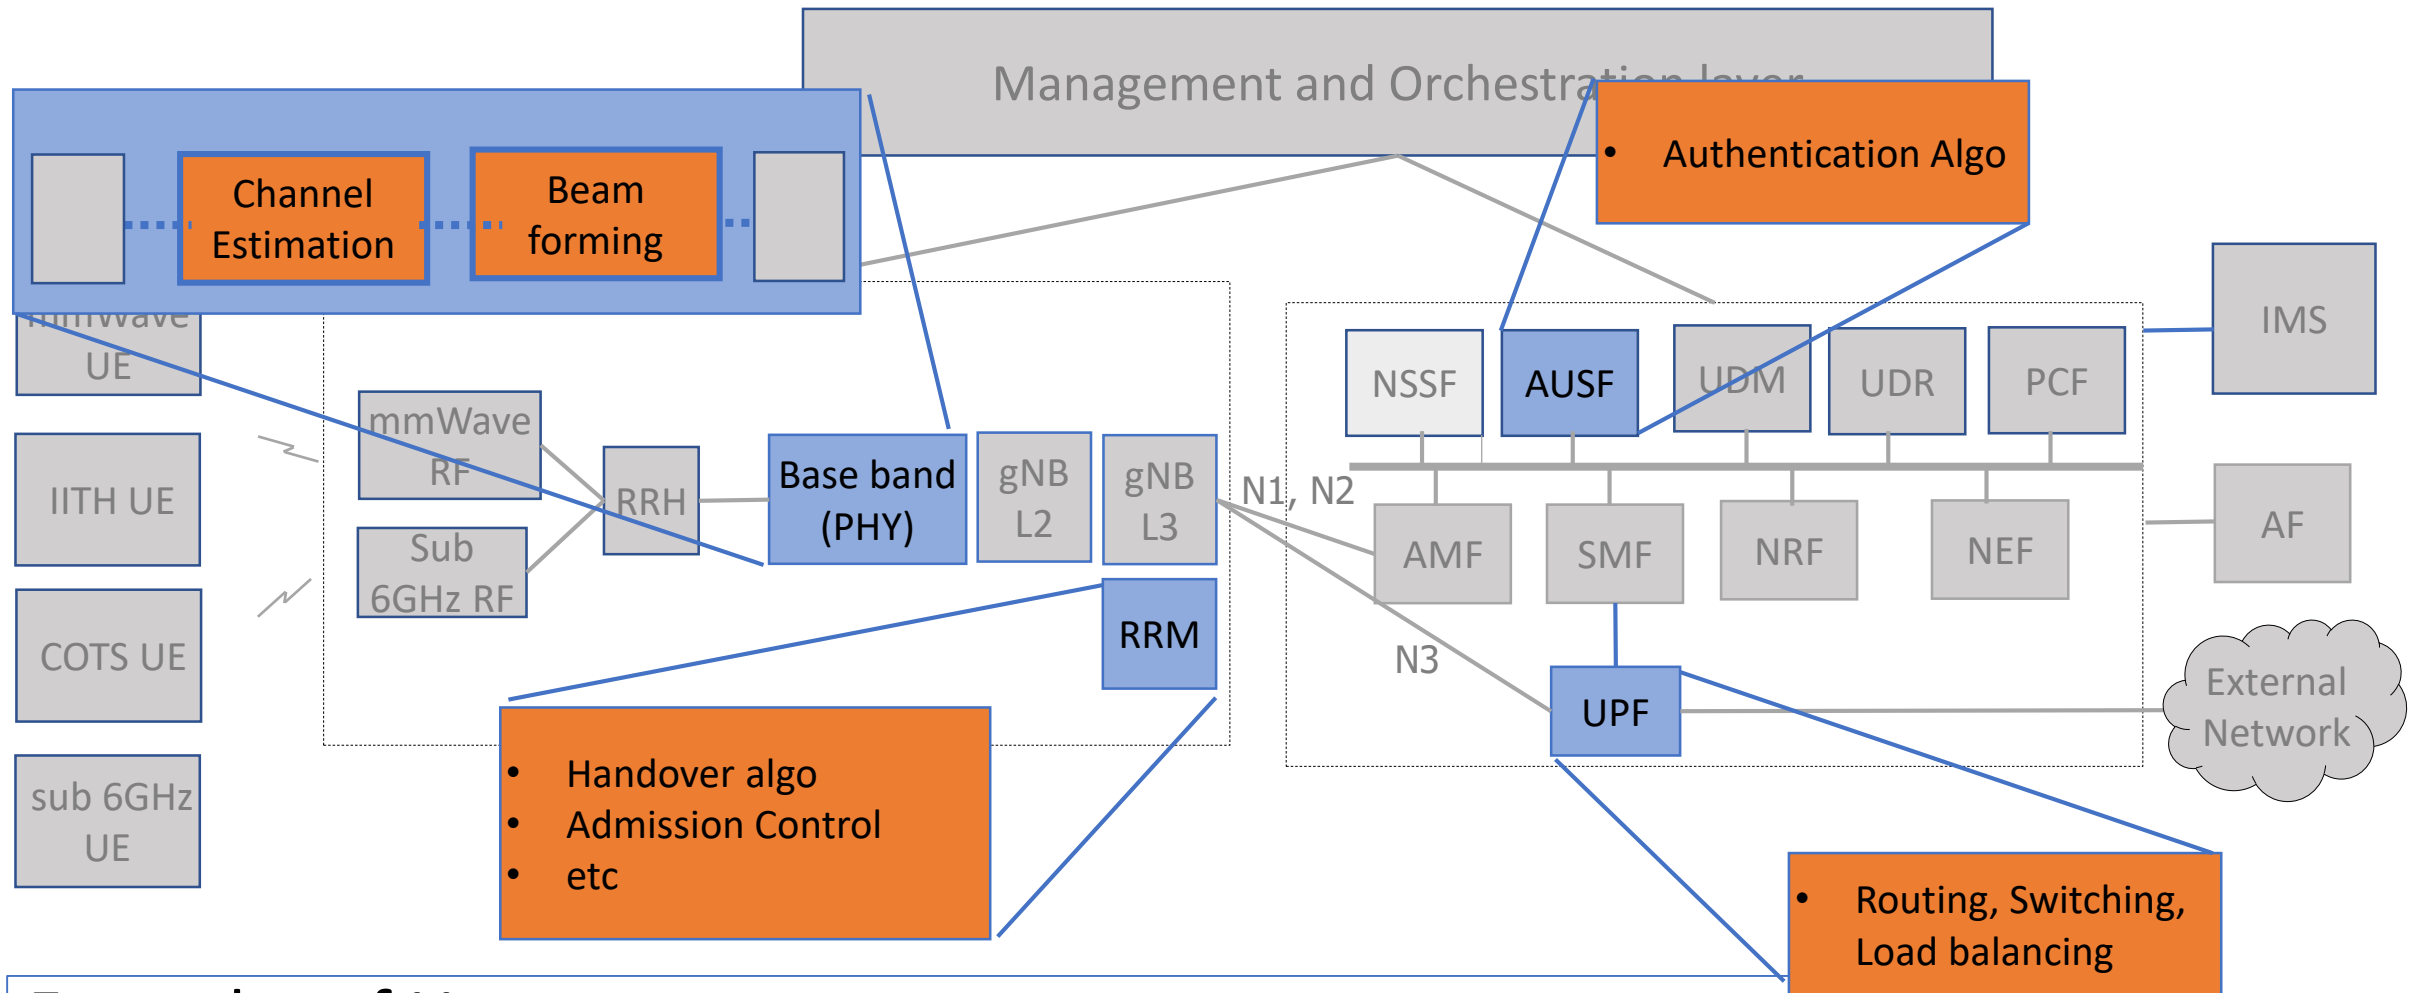 Management and Orchestration layer
• Authentication Algo
Channel
Estimation
Beam
forming
mmWave
UE
IITH UE
COTS UE
sub 6GHz
UE
mmWave
RF
Sub
6GHz RF
RRH
Base band
(PHY)
gNB
L2
gNB
L3
RRM
• Handover algo
• Admission Control
• etc
N1, N2
N3
NSSF
AUSF
UDM
UDR
PCF
AMF
SMF
NRF
NEF
UPF
IMS
AF
External
Network
• Routing, Switching,
Load balancing